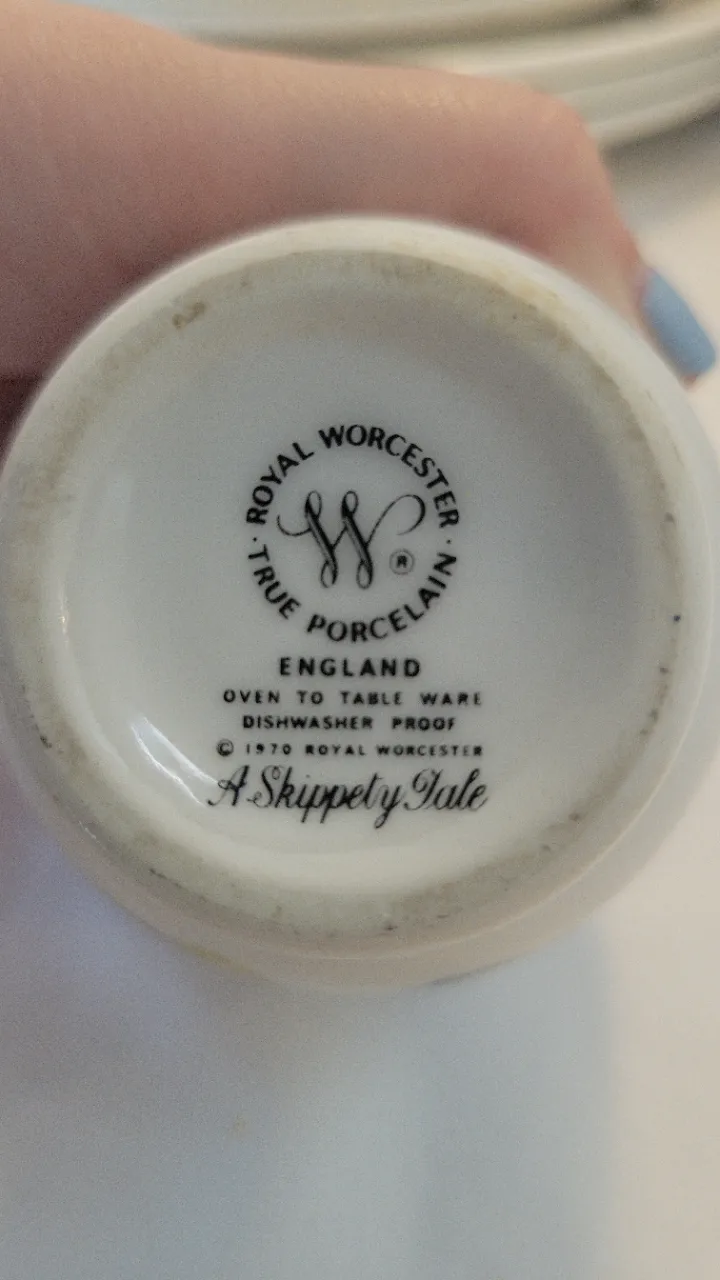 ROYAL WORCESTER
W ®
· TRUE PORCELAIN ·
ENGLAND
OVEN TO TABLE WARE
DISHWASHER PROOF
© 1970 ROYAL WORCESTER
A Skippety Tale